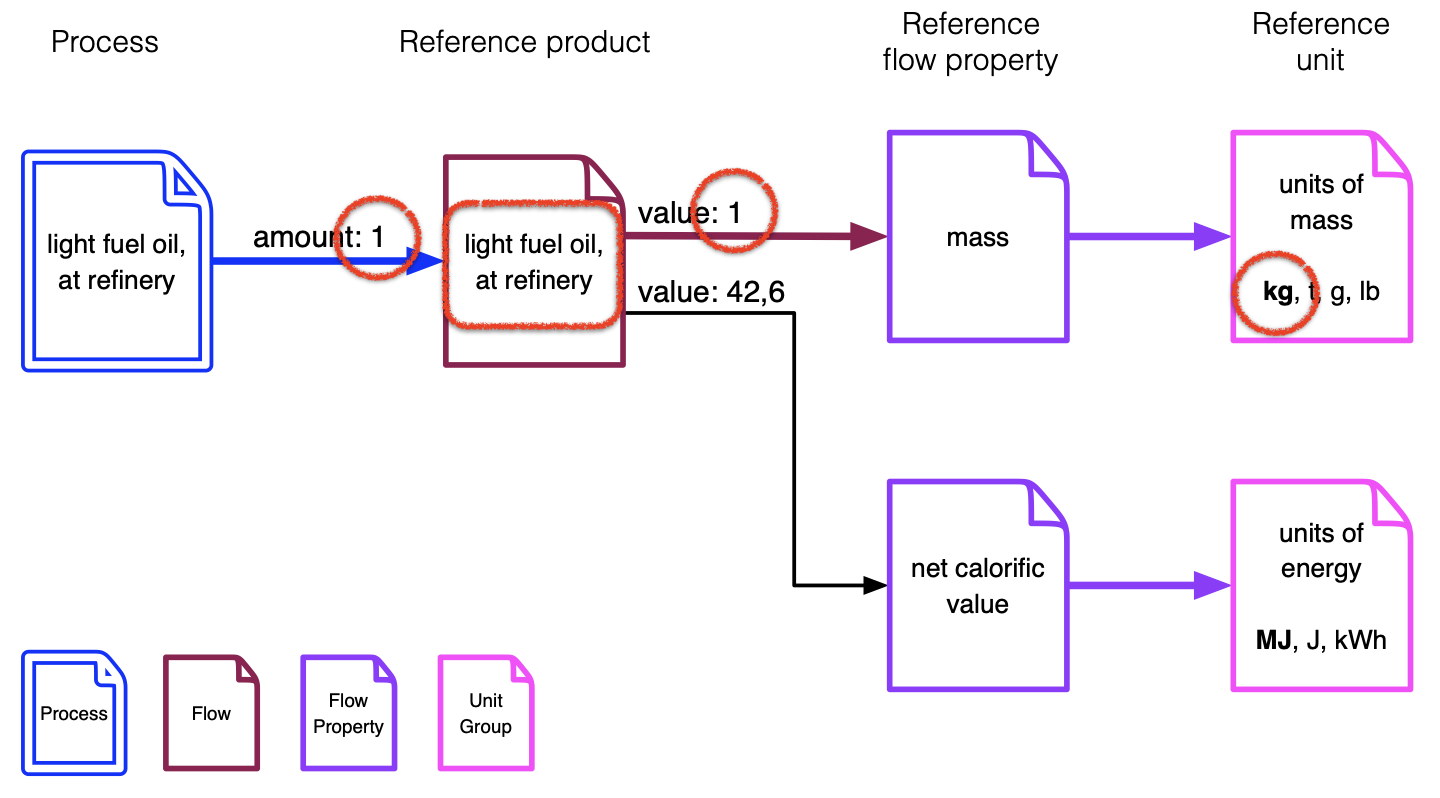 Process
Reference product
Reference
flow property
Reference
unit
light fuel oil,
at refinery
amount: 1
light fuel oil,
at refinery
value: 1
value: 42,6
mass
units of
mass
kg, t, g, lb
net calorific
value
units of
energy
MJ, J, kWh
Process
Flow
Flow
Property
Unit
Group